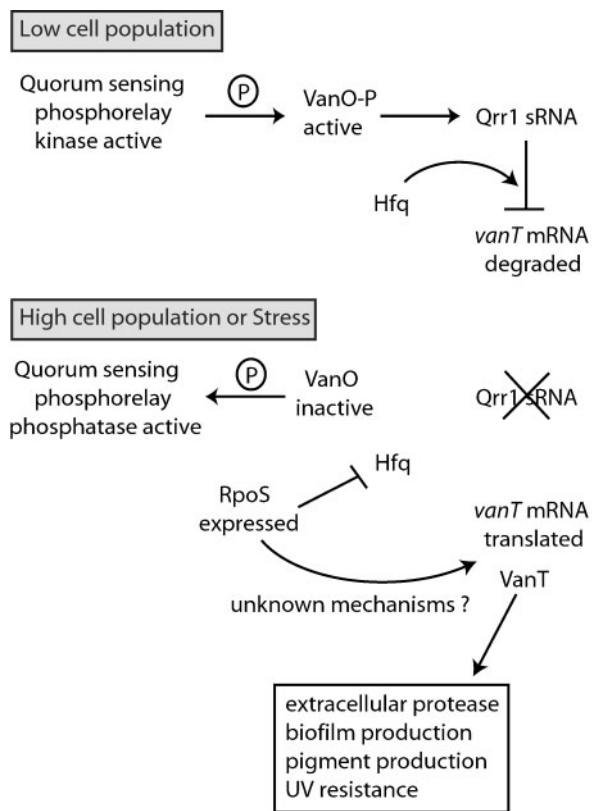 Low cell population
Quorum sensing
phosphorelay
kinase active
P
VanO-P
active
Qrr1 sRNA
Hfq
vanT mRNA
degraded
High cell population or Stress
Quorum sensing
phosphorelay
phosphatase active
P
VanO
inactive
Qrr1 sRNA
Hfq
RpoS
expressed
vanT mRNA
translated
VanT
unknown mechanisms ?
extracellular protease
biofilm production
pigment production
UV resistance